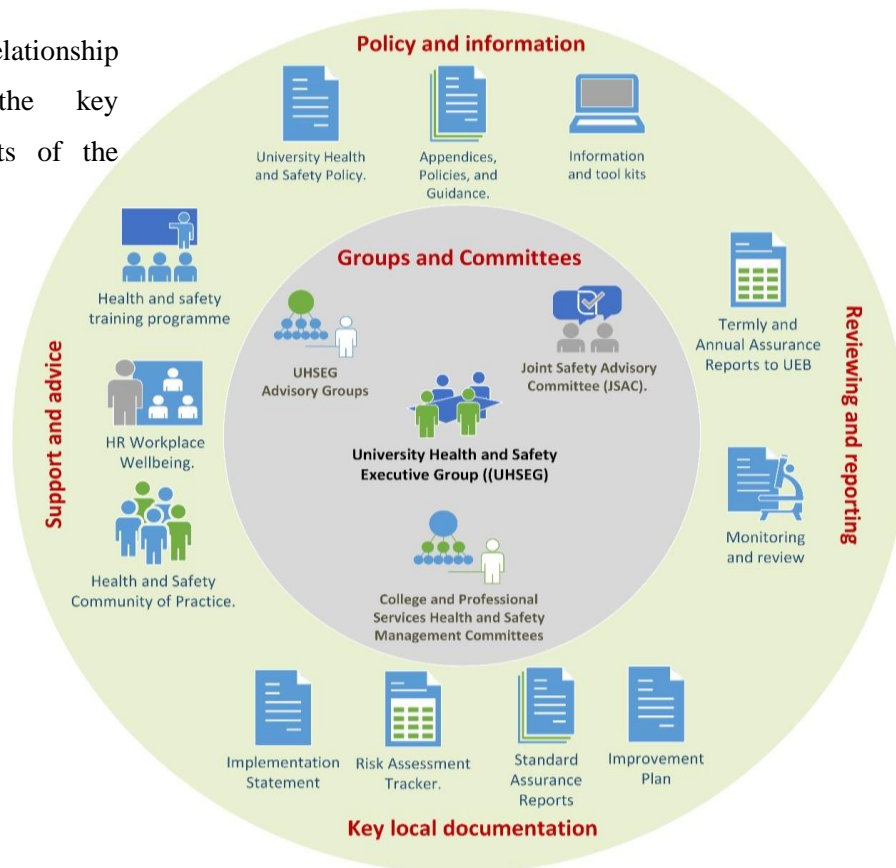 elationship
the key
ts of the
Policy and information
University Health
and Safety Policy.
Appendices,
Policies, and
Guidance.
Information
and tool kits
Groups and Committees
UHSEG
Advisory Groups
Joint Safety Advisory
Committee (JSAC).
University Health and Safety
Executive Group ((UHSEG)
College and Professional
Services Health and Safety
Management Committees
Support and advice
Health and safety
training programme
HR Workplace
Wellbeing.
Health and Safety
Community of Practice.
Reviewing and reporting
Termly and
Annual Assurance
Reports to UEB
Monitoring
and review
Implementation
Statement
Risk Assessment
Tracker.
Standard
Assurance
Reports
Improvement
Plan
Key local documentation